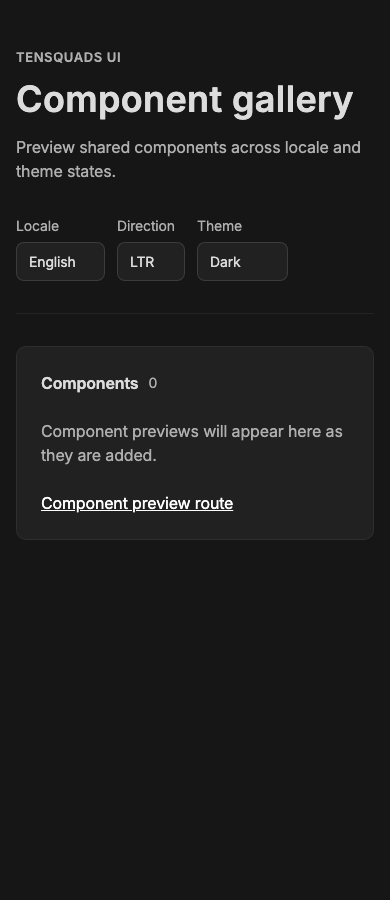 TENSQUADS UI
Component gallery
Preview shared components across locale and
theme states.
Locale Direction Theme
English LTR Dark
Components 0
Component previews will appear here as
they are added.
Component preview route